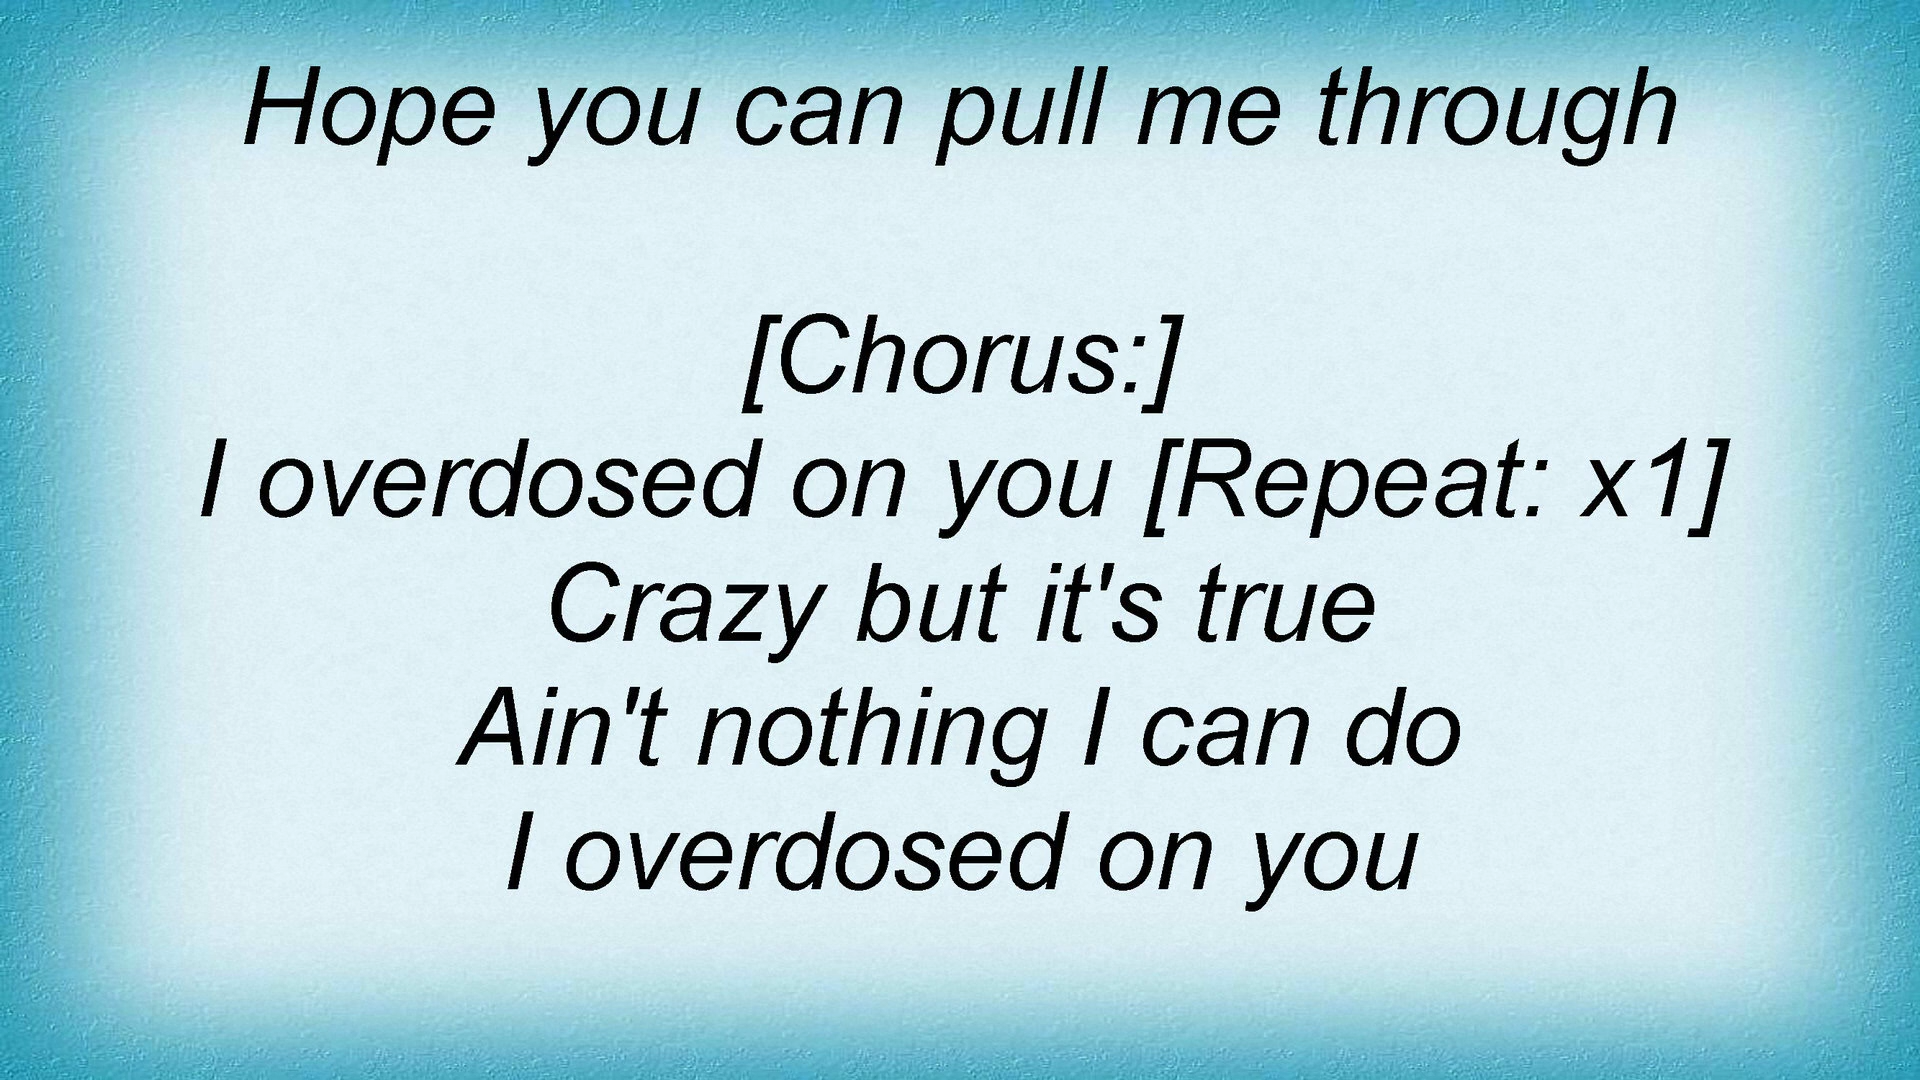 Hope you can pull me through
[Chorus:]
I overdosed on you [Repeat: x1]
Crazy but it's true
Ain't nothing I can do
I overdosed on you